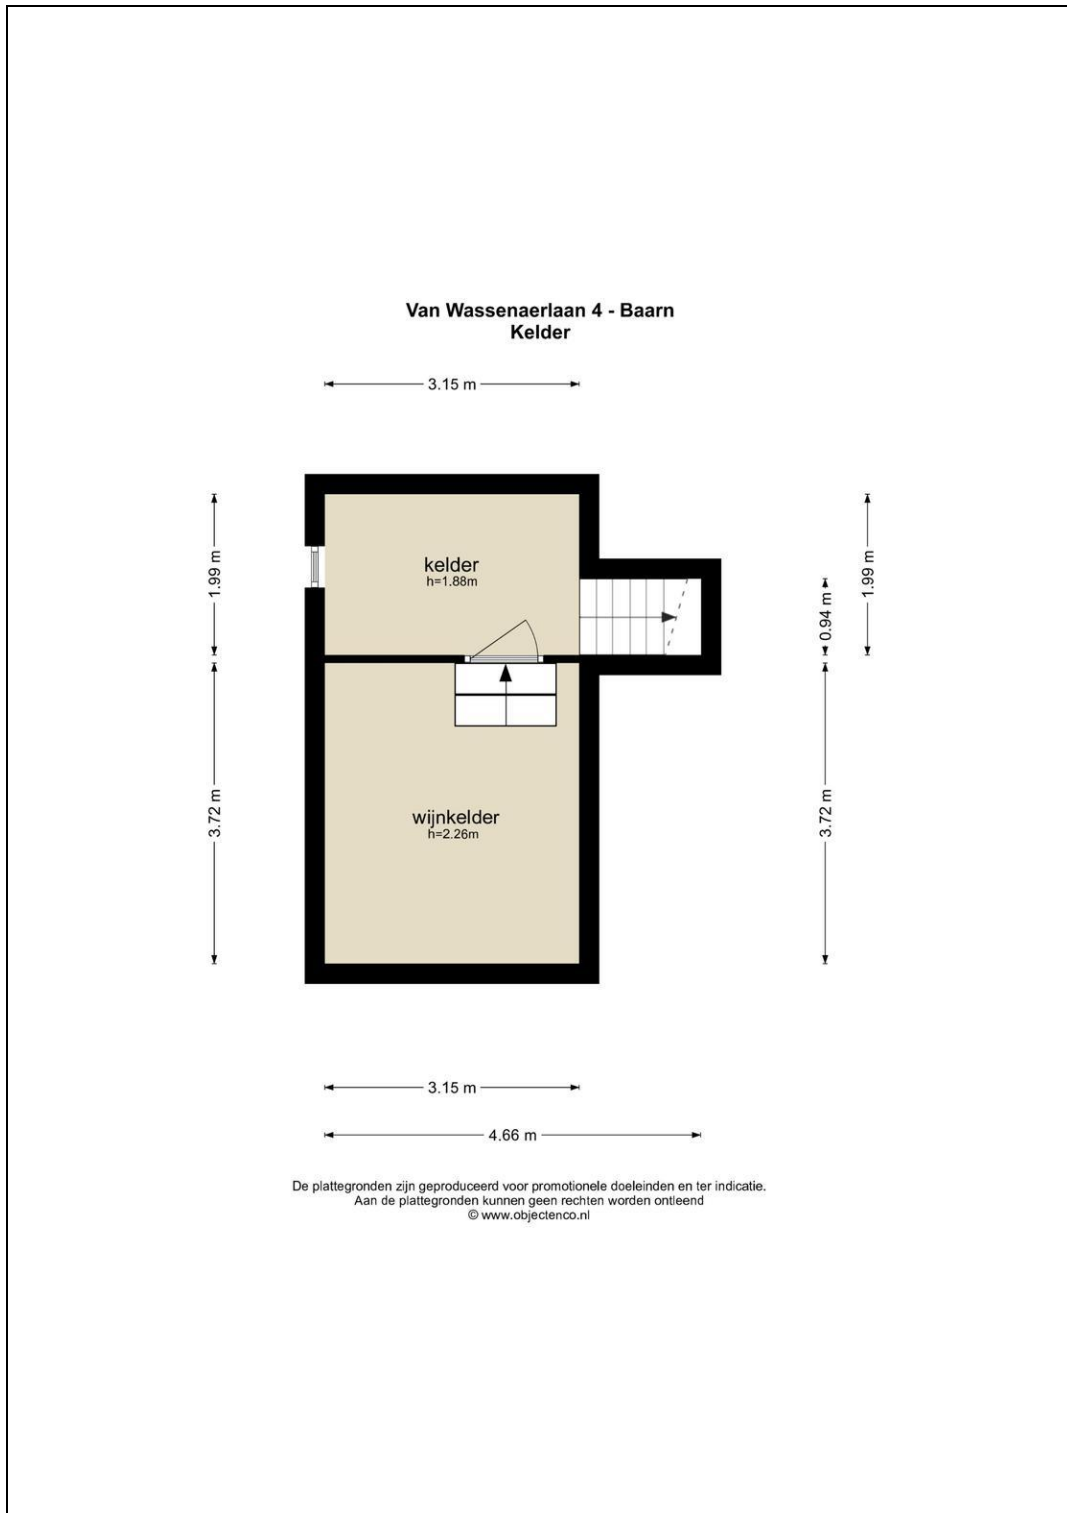 Van Wassenaerlaan 4 - Baarn
Kelder
3.15 m
1.99 m
1.99 m
kelder
h=1.88m
0.94 m
3.72 m
wijnkelder
h=2.26m
3.72 m
3.15 m
4.66 m
De plattegronden zijn geproduceerd voor promotionele doeleinden en ter indicatie.
Aan de plattegronden kunnen geen rechten worden ontleend
© www.objectenco.nl